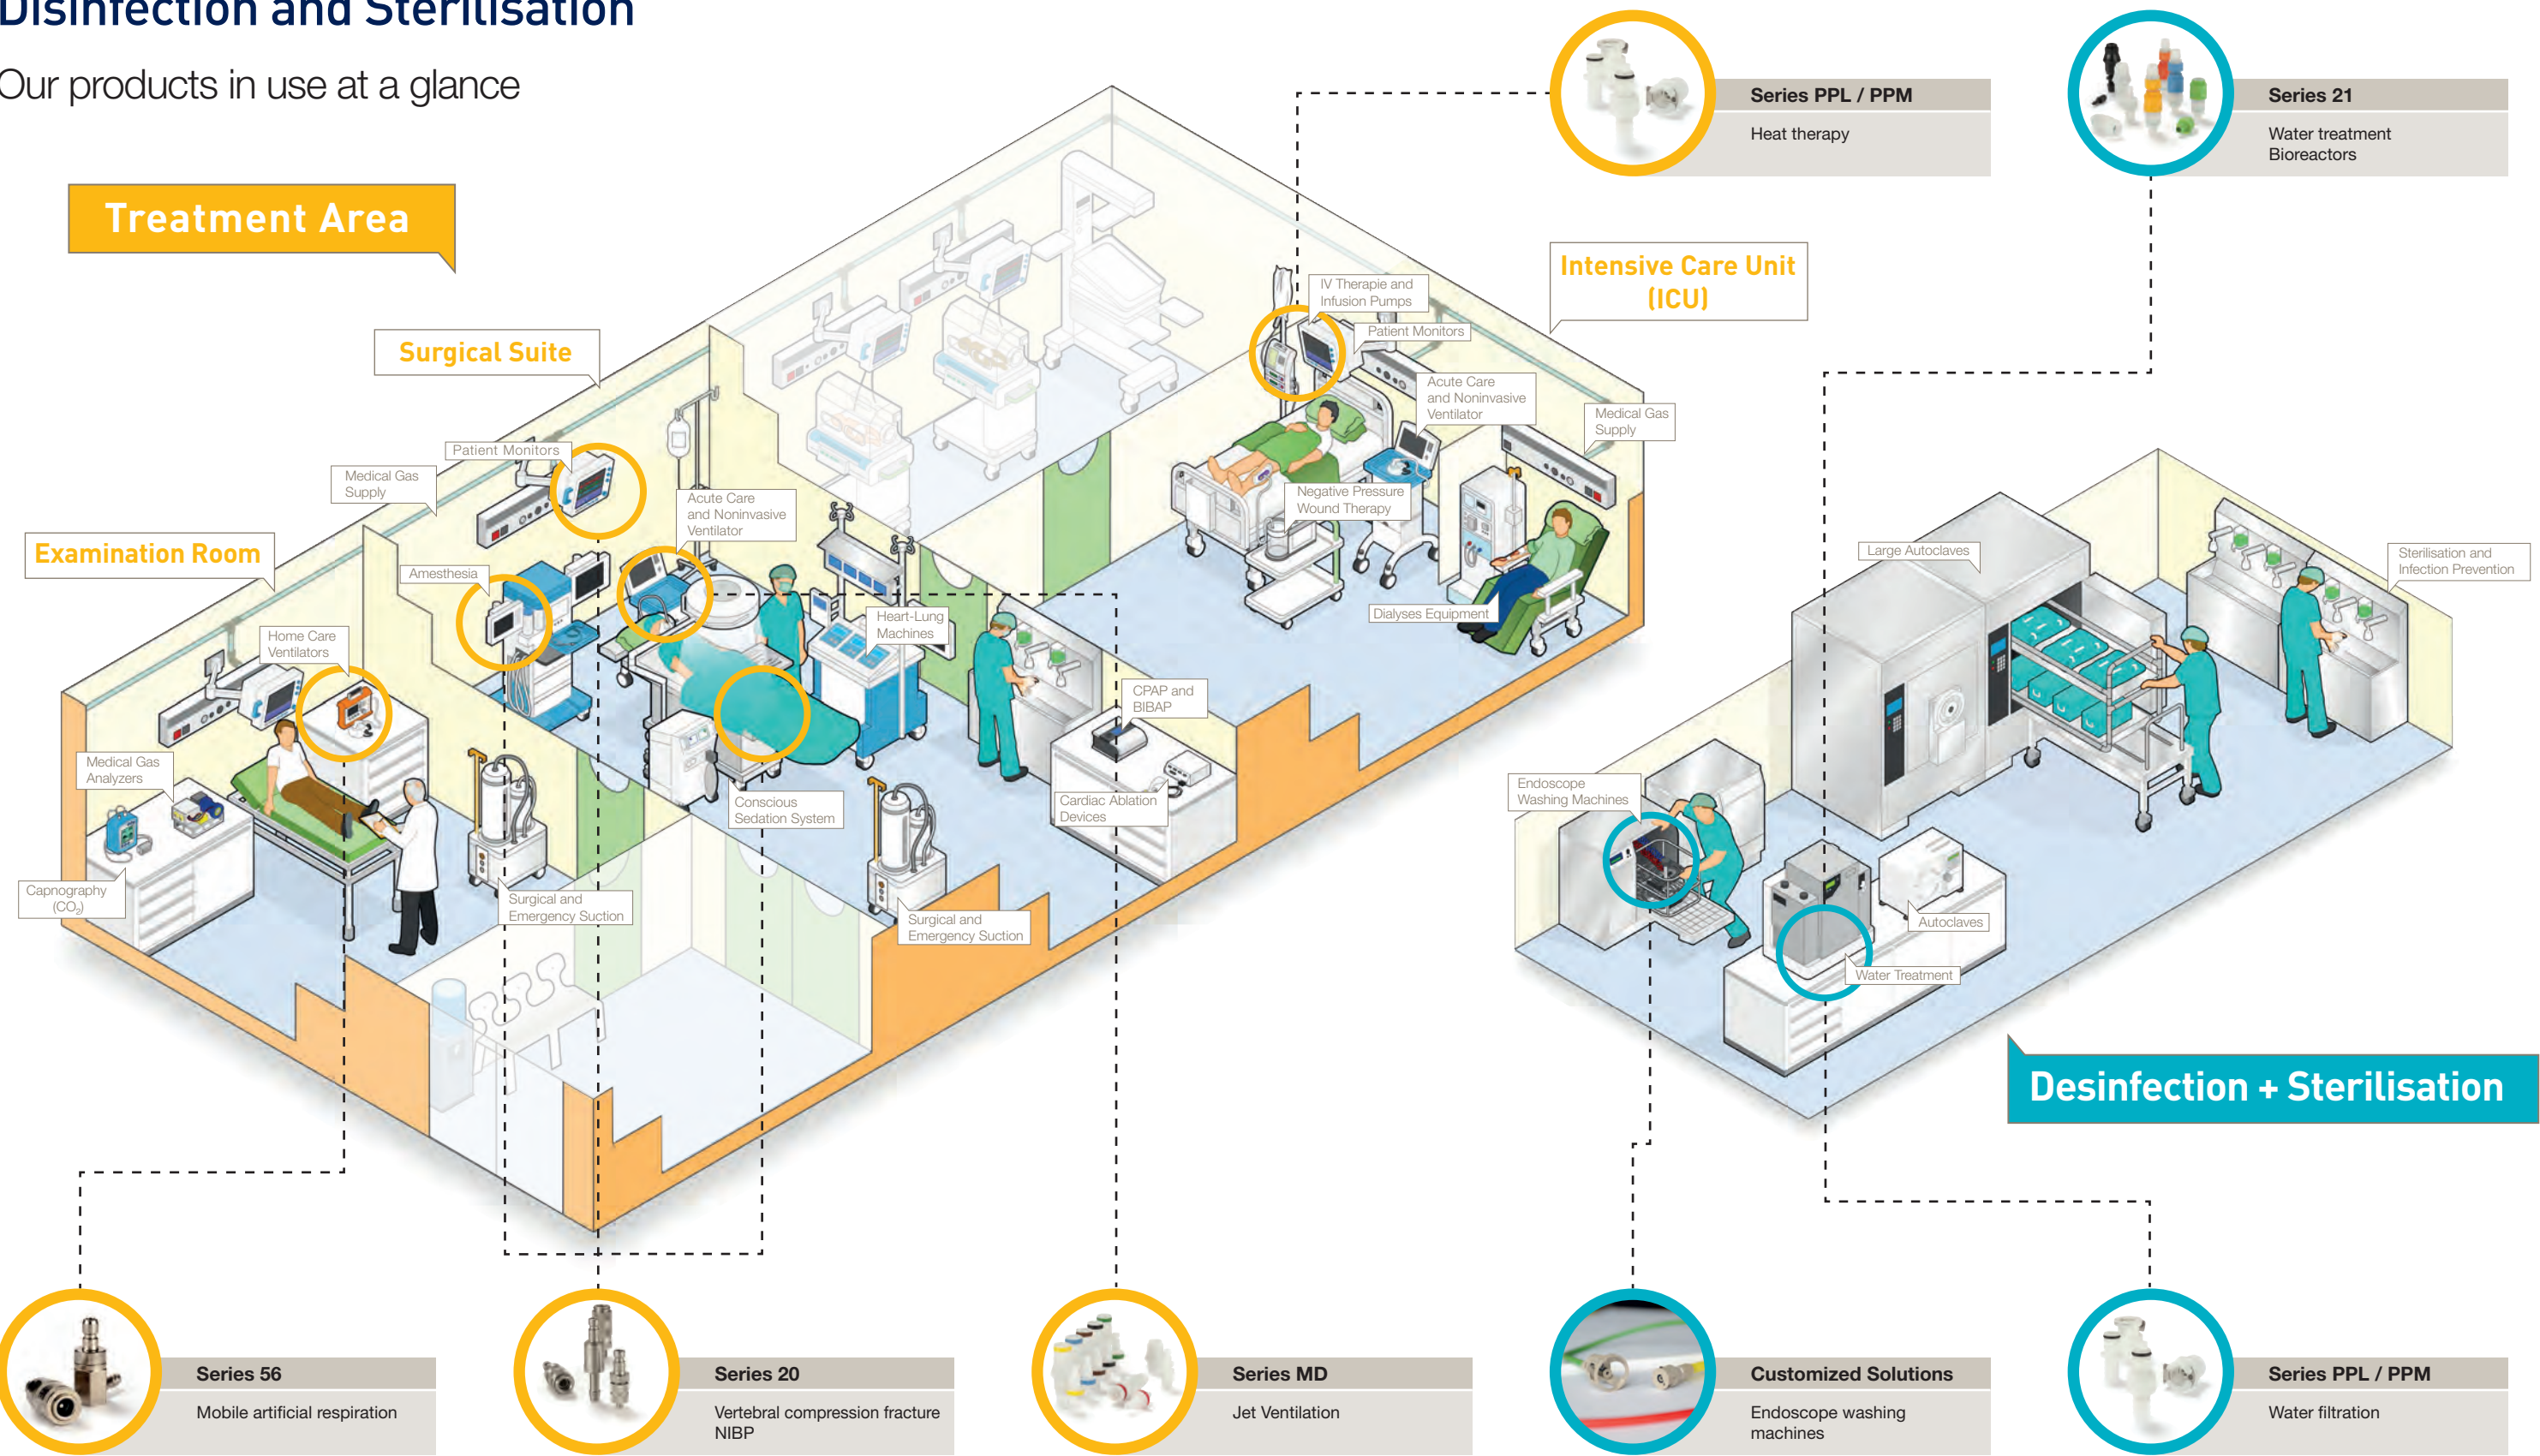 Disinfection and Sterilisation
Our products in use at a glance
Treatment Area
Series PPL / PPM
Heat therapy
Series 21
Water treatment
Bioreactors
Intensive Care Unit
(ICU)
Surgical Suite
Examination Room
IV Therapie and
Infusion Pumps
Patient Monitors
Acute Care
and Noninvasive
Ventilator
Medical Gas
Supply
Negative Pressure
Wound Therapy
Dialyses Equipment
Patient Monitors
Medical Gas
Supply
Acute Care
and Noninvasive
Ventilator
Amesthesia
Heart-Lung
Machines
Home Care
Ventilators
CPAP and
BIBAP
Medical Gas
Analyzers
Conscious
Sedation System
Cardiac Ablation
Devices
Capnography
(CO₂)
Surgical and
Emergency Suction
Surgical and
Emergency Suction
Large Autoclaves
Sterilisation and
Infection Prevention
Endoscope
Washing Machines
Autoclaves
Water Treatment
Desinfection + Sterilisation
Series 56
Mobile artificial respiration
Series 20
Vertebral compression fracture
NIBP
Series MD
Jet Ventilation
Customized Solutions
Endoscope washing
machines
Series PPL / PPM
Water filtration